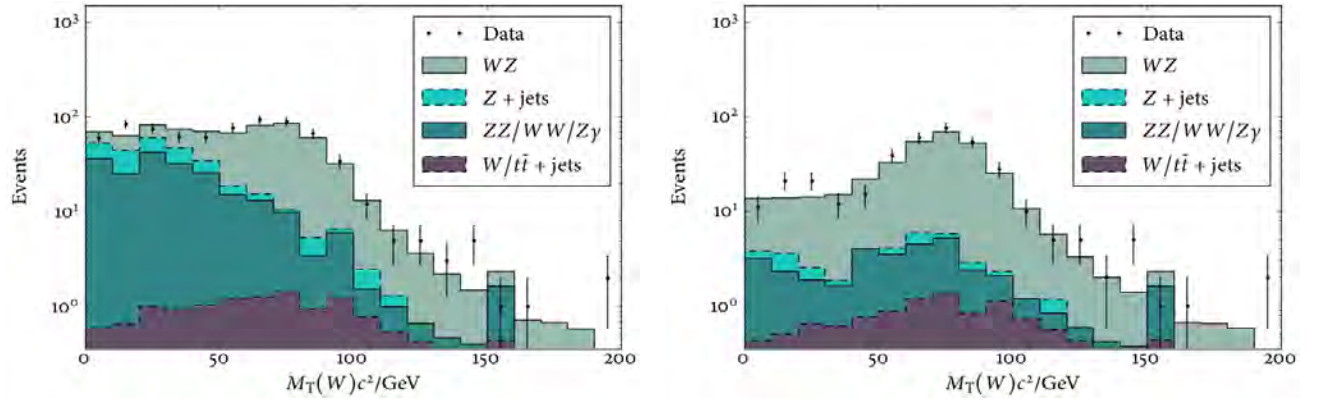 10³
10²
10¹
10⁰
Events
Data
WZ
Z + jets
ZZ/WW/Zγ
W/tt̄ + jets
0
50
100
150
200
M_T(W)c²/GeV
10³
10²
10¹
10⁰
Events
Data
WZ
Z + jets
ZZ/WW/Zγ
W/tt̄ + jets
0
50
100
150
200
M_T(W)c²/GeV